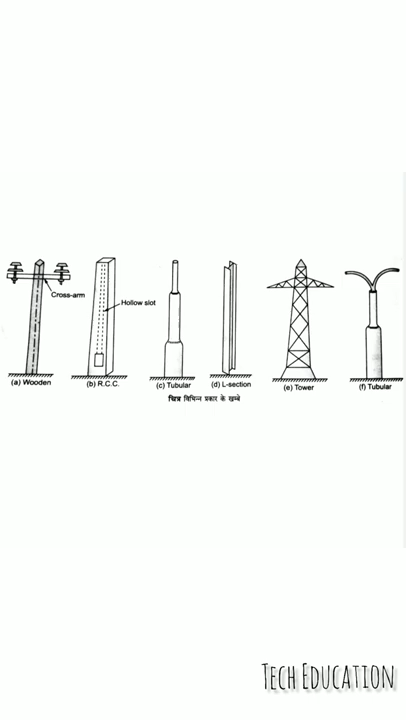 Cross-arm
Hollow slot
(a) Wooden
(b) R.C.C.
(c) Tubular
(d) L-section
(e) Tower
(f) Tubular
चित्र विभिन्न प्रकार के खम्बे
TECH EDUCATION